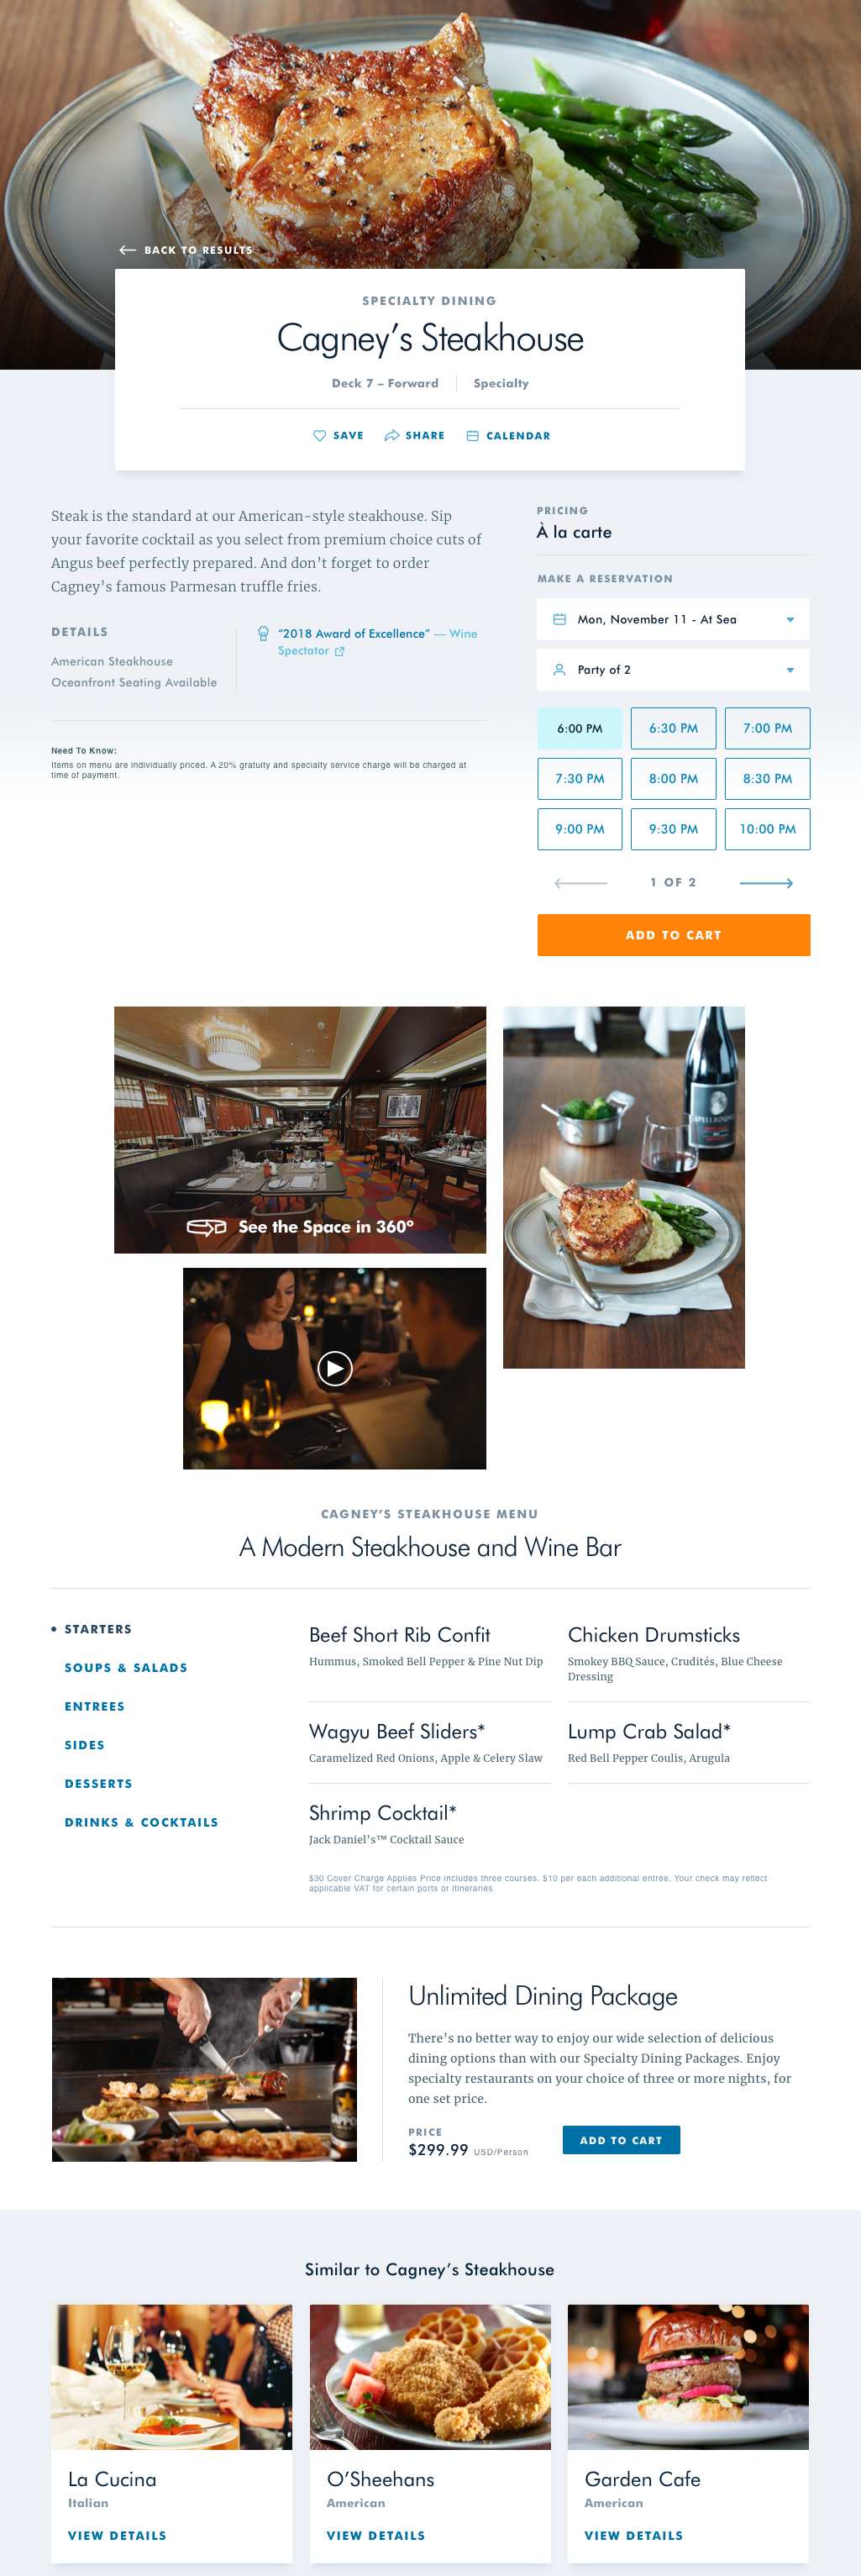 BACK TO RESULTS
SPECIALTY DINING
Cagney’s Steakhouse
Deck 7 – Forward
Specialty
SAVE
SHARE
CALENDAR
Steak is the standard at our American-style steakhouse. Sip
your favorite cocktail as you select from premium choice cuts of
Angus beef perfectly prepared. And don’t forget to order
Cagney’s famous Parmesan truffle fries.
DETAILS
American Steakhouse
Oceanfront Seating Available
“2018 Award of Excellence” — Wine
Spectator
Need To Know:
Items on menu are individually priced. A 20% gratuity and specialty service charge will be charged at
time of payment.
PRICING
À la carte
MAKE A RESERVATION
Mon, November 11 - At Sea
Party of 2
6:00 PM
6:30 PM
7:00 PM
7:30 PM
8:00 PM
8:30 PM
9:00 PM
9:30 PM
10:00 PM
1 OF 2
ADD TO CART
See the Space in 360º
SPELLBOUND
CAGNEY’S STEAKHOUSE MENU
A Modern Steakhouse and Wine Bar
STARTERS
SOUPS & SALADS
ENTREES
SIDES
DESSERTS
DRINKS & COCKTAILS
Beef Short Rib Confit
Hummus, Smoked Bell Pepper & Pine Nut Dip
Chicken Drumsticks
Smokey BBQ Sauce, Crudités, Blue Cheese
Dressing
Wagyu Beef Sliders*
Caramelized Red Onions, Apple & Celery Slaw
Lump Crab Salad*
Red Bell Pepper Coulis, Arugula
Shrimp Cocktail*
Jack Daniel’s™ Cocktail Sauce
$30 Cover Charge Applies Price includes three courses. $10 per each additional entrée. Your check may reflect
applicable VAT for certain ports or itineraries
Unlimited Dining Package
There’s no better way to enjoy our wide selection of delicious
dining options than with our Specialty Dining Packages. Enjoy
specialty restaurants on your choice of three or more nights, for
one set price.
PRICE
$299.99 USD/Person
ADD TO CART
Similar to Cagney’s Steakhouse
La Cucina
Italian
VIEW DETAILS
O’Sheehans
American
VIEW DETAILS
Garden Cafe
American
VIEW DETAILS